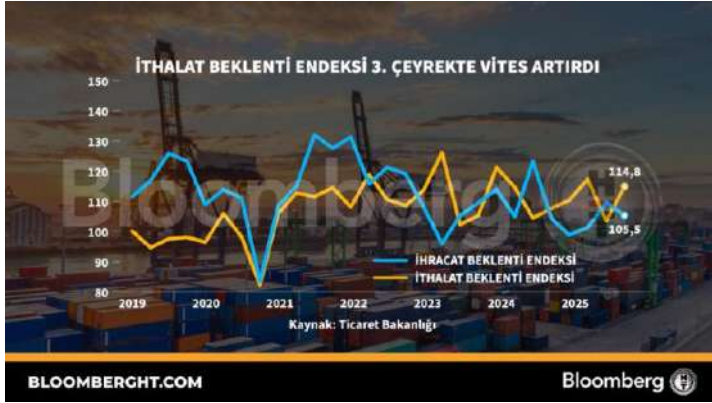 İTHALAT BEKLENTİ ENDEKSİ 3. ÇEYREKTE VİTES ARTIRDI
150
140
130
120
110
100
90
80
114,8
105,5
İHRACAT BEKLENTİ ENDEKSİ
İTHALAT BEKLENTİ ENDEKSİ
2019 2020 2021 2022 2023 2024 2025
Kaynak: Ticaret Bakanlığı
Bloomberg
BLOOMBERGHT.COM
Bloomberg HT